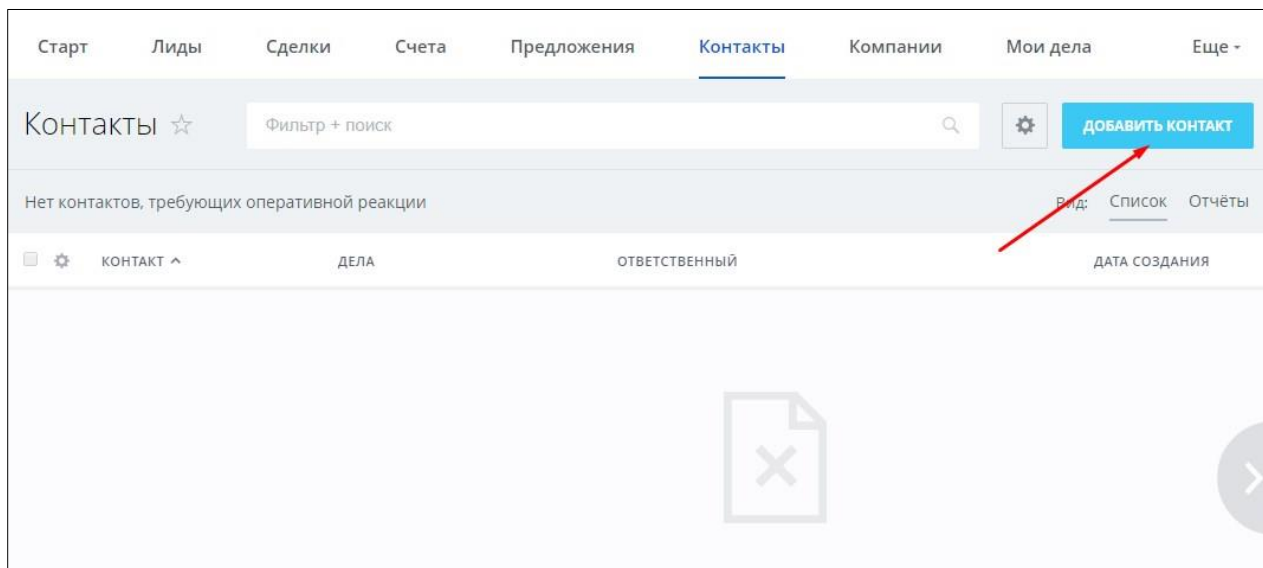 Старт Лиды Сделки Счета Предложения Контакты Компании Мои дела Еще
Контакты Фильтр + поиск ДОБАВИТЬ КОНТАКТ
Нет контактов, требующих оперативной реакции Вид: Список Отчёты
КОНТАКТ ДЕЛА ОТВЕТСТВЕННЫЙ ДАТА СОЗДАНИЯ